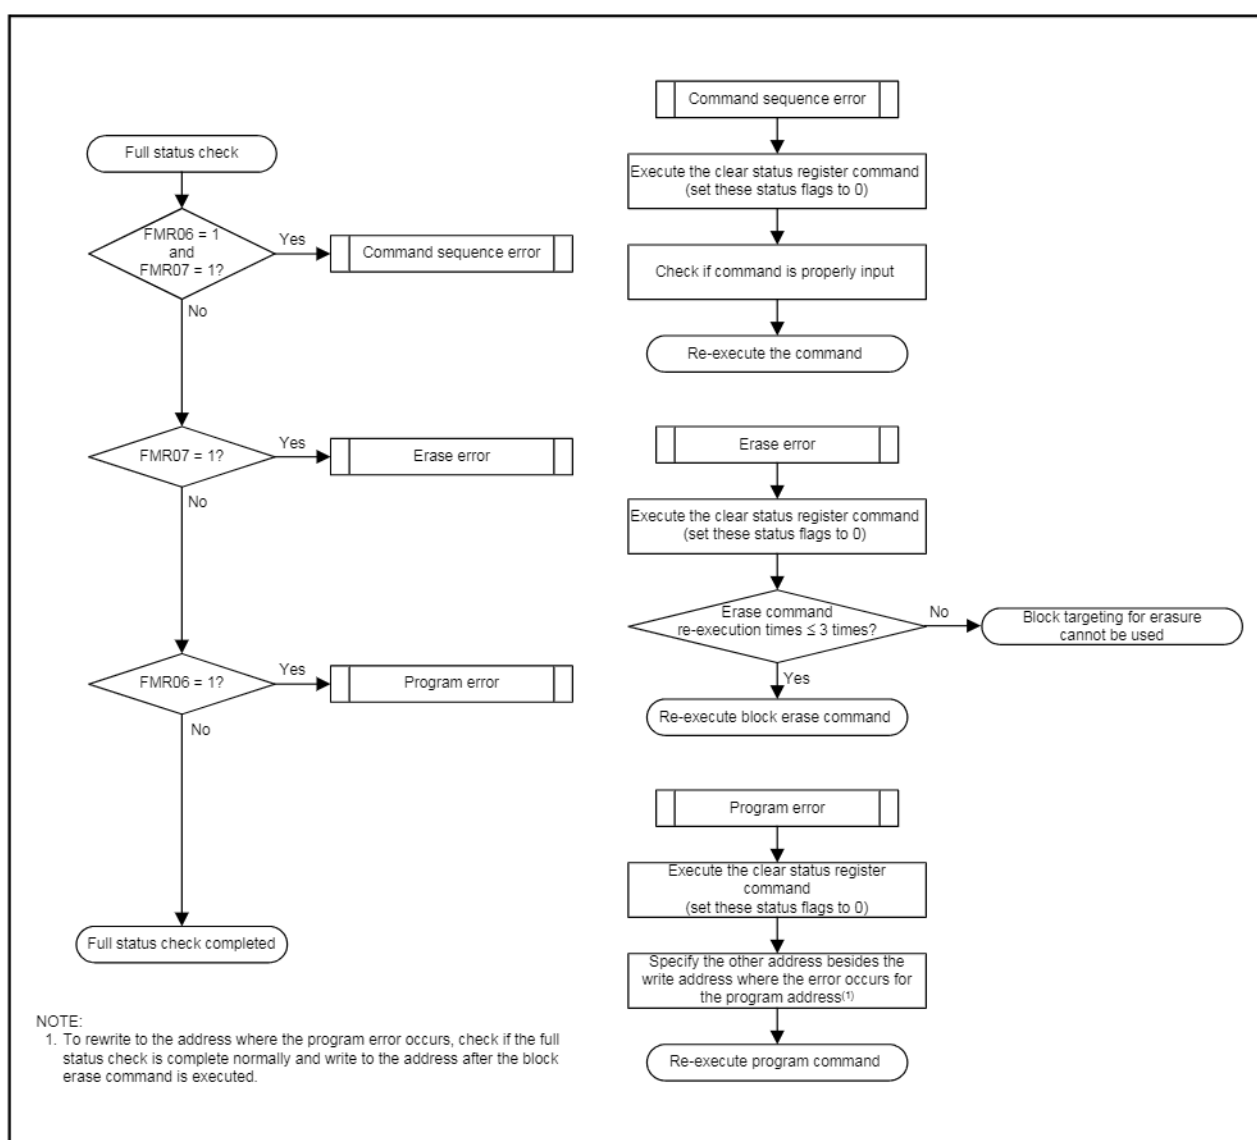 Full status check
FMR06 = 1
and
FMR07 = 1?
Yes
Command sequence error
No
FMR07 = 1?
Yes
Erase error
No
FMR06 = 1?
Yes
Program error
No
Full status check completed
NOTE:
1. To rewrite to the address where the program error occurs, check if the full
status check is complete normally and write to the address after the block
erase command is executed.
Command sequence error
Execute the clear status register command
(set these status flags to 0)
Check if command is properly input
Re-execute the command
Erase error
Execute the clear status register command
(set these status flags to 0)
Erase command
re-execution times ≤ 3 times?
No
Block targeting for erasure
cannot be used
Yes
Re-execute block erase command
Program error
Execute the clear status register
command
(set these status flags to 0)
Specify the other address besides the
write address where the error occurs for
the program address(1)
Re-execute program command